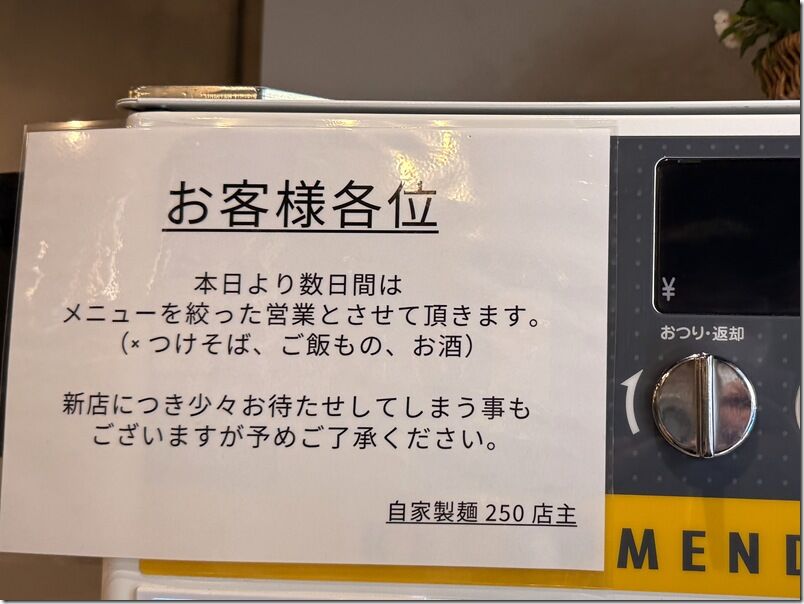 お客様各位
本日より数日間は
メニューを絞った営業とさせて頂きます。
（× つけそば、ご飯もの、お酒）
新店につき少々お待たせしてしまう事も
ございますが予めご了承ください。
自家製麺 250 店主
¥
おつり・返却
MEND